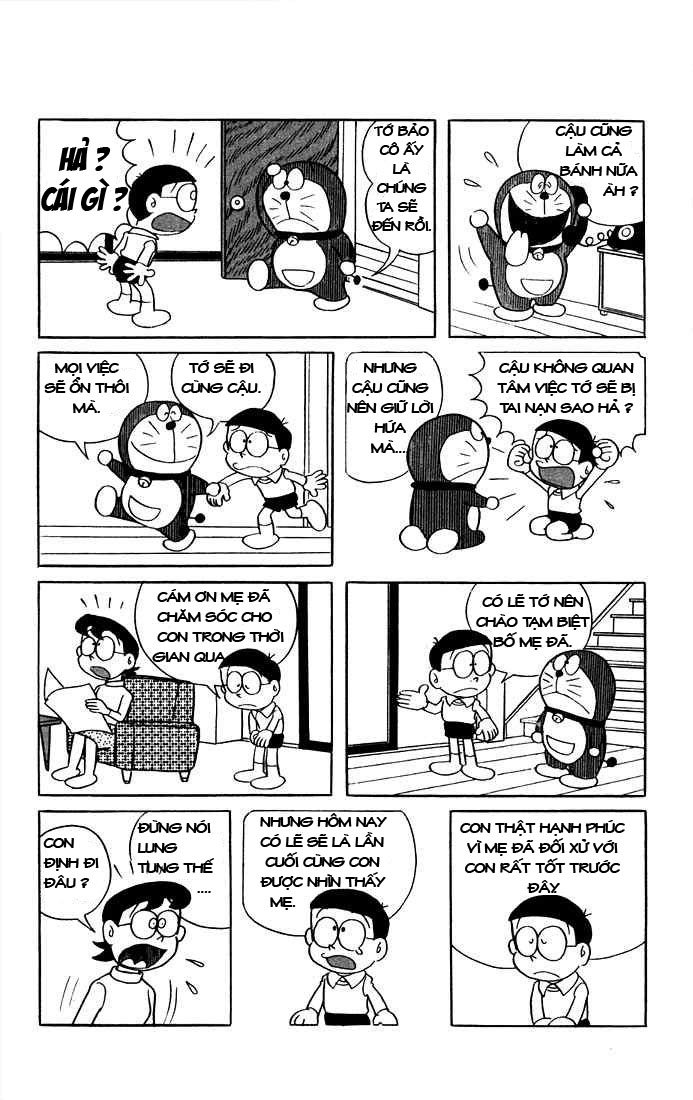 CẬU CŨNG
LÀM CẢ
BÁNH NỮA
ÀH ?
TỚ BẢO
CÔ ẤY
LÀ
CHÚNG
TA SẼ
ĐẾN RỒI.
HẢ ?
CÁI GÌ ?
CẬU KHÔNG QUAN
TÂM VIỆC TỚ SẼ BỊ
TAI NẠN SAO HẢ ?
NHƯNG
CẬU CŨNG
NÊN GIỮ LỜI
HỨA
MÀ....
TỚ SẼ ĐI
CÙNG CẬU.
MỌI VIỆC
SẼ ỔN THÔI
MÀ.
CÓ LẼ TỚ NÊN
CHÀO TẠM BIỆT
BỐ MẸ ĐÃ.
CÁM ƠN MẸ ĐÃ
CHĂM SÓC CHO
CON TRONG THỜI
GIAN QUA
CON THẬT HẠNH PHÚC
VÌ MẸ ĐÃ ĐỐI XỬ VỚI
CON RẤT TỐT TRƯỚC
ĐÂY.
NHƯNG HÔM NAY
CÓ LẼ SẼ LÀ LẦN
CUỐI CÙNG CON
ĐƯỢC NHÌN THẤY
MẸ.
ĐỪNG NÓI
LUNG
TUNG THẾ
....
CON
ĐỊNH ĐI
ĐÂU ?